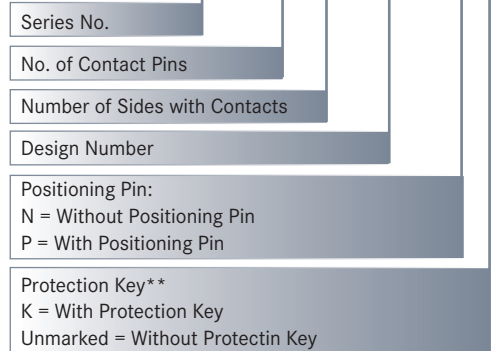 Series No.
No. of Contact Pins
Number of Sides with Contacts
Design Number
Positioning Pin:
N = Without Positioning Pin
P = With Positioning Pin
Protection Key**
K = With Protection Key
Unmarked = Without Protectin Key